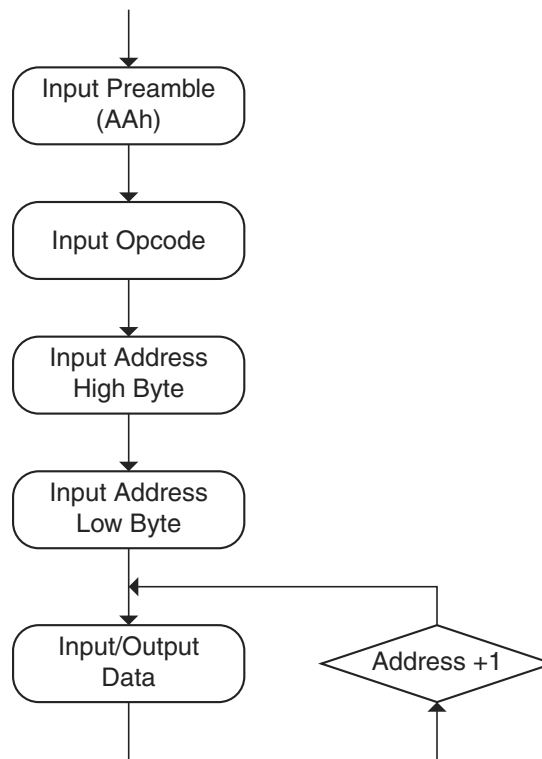 Input Preamble
(AAh)
Input Opcode
Input Address
High Byte
Input Address
Low Byte
Input/Output
Data
Address +1